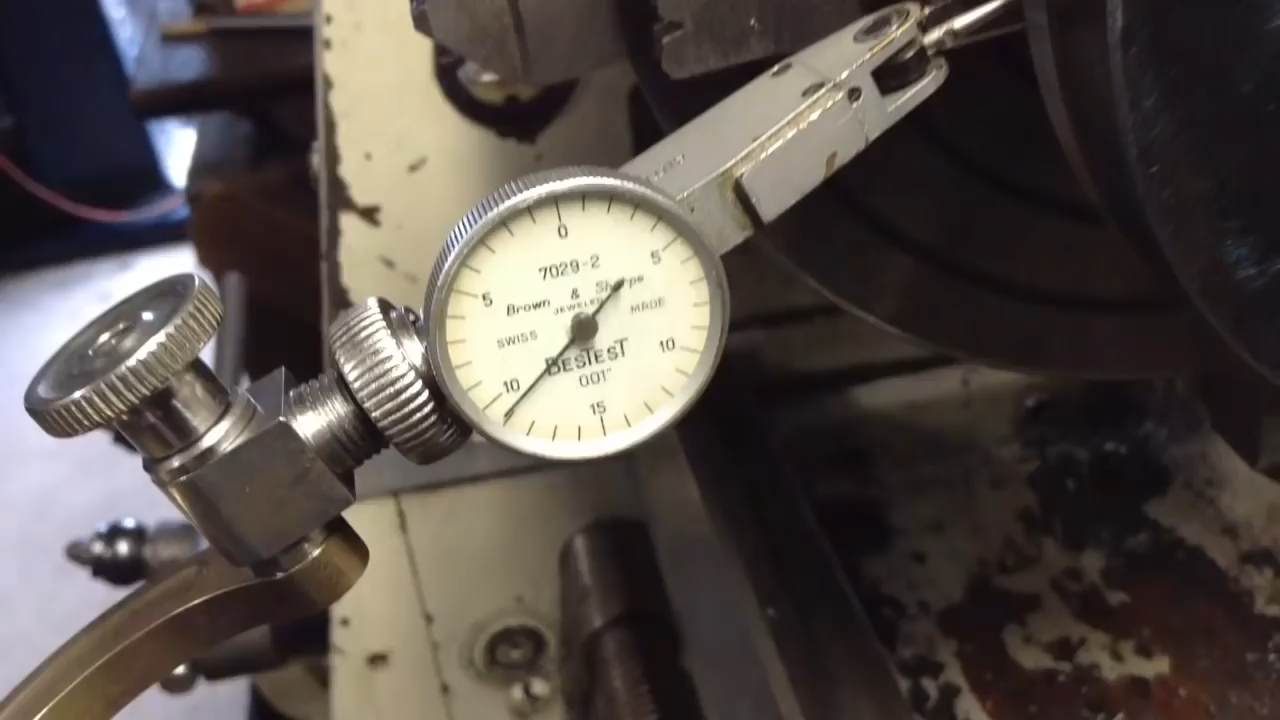 0
7029-2
5
5
Brown & Sharpe
JEWELED
SWISS MADE
BESTEST
10
10
.001"
15